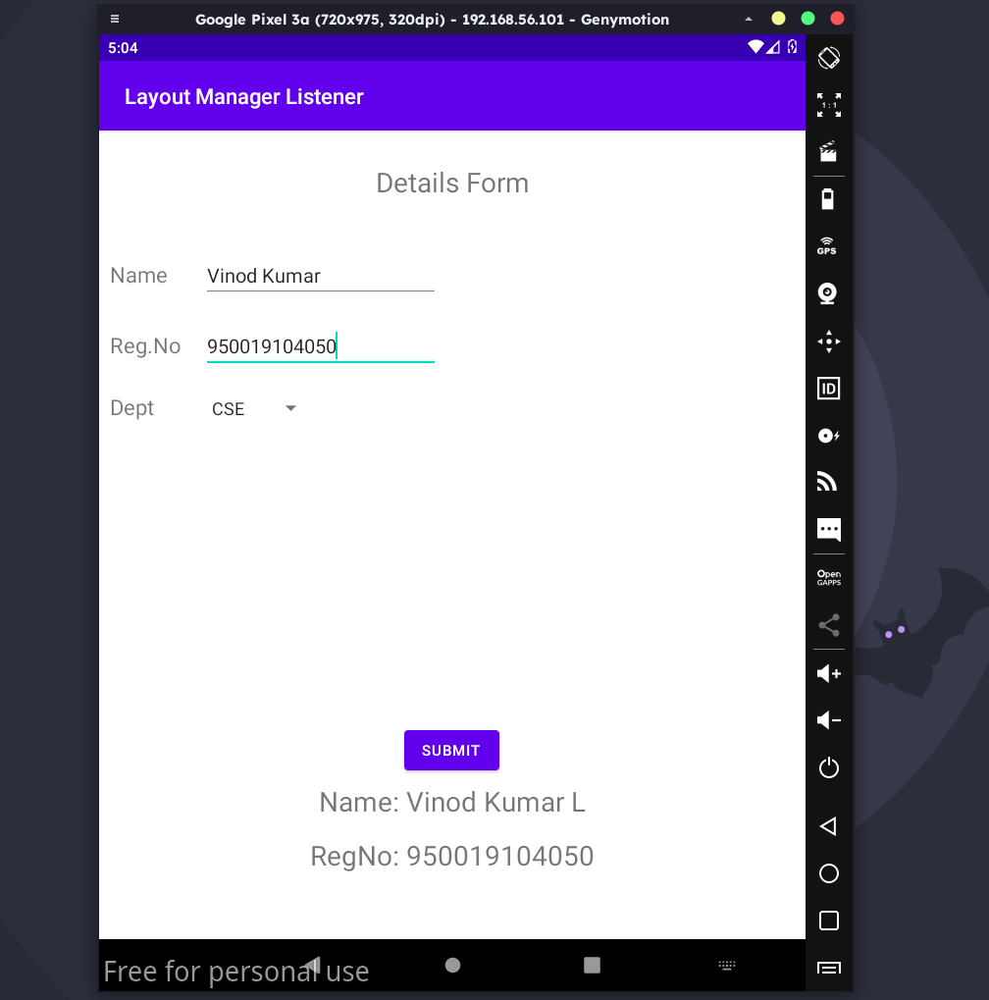 Google Pixel 3a (720x975, 320dpi) - 192.168.56.101 - Genymotion
5:04
Layout Manager Listener
1 : 1
Details Form
GPS
Name Vinod Kumar
Reg.No 950019104050
ID
Dept CSE
Open
GAPPS
SUBMIT
Name: Vinod Kumar L
RegNo: 950019104050
Free for personal use